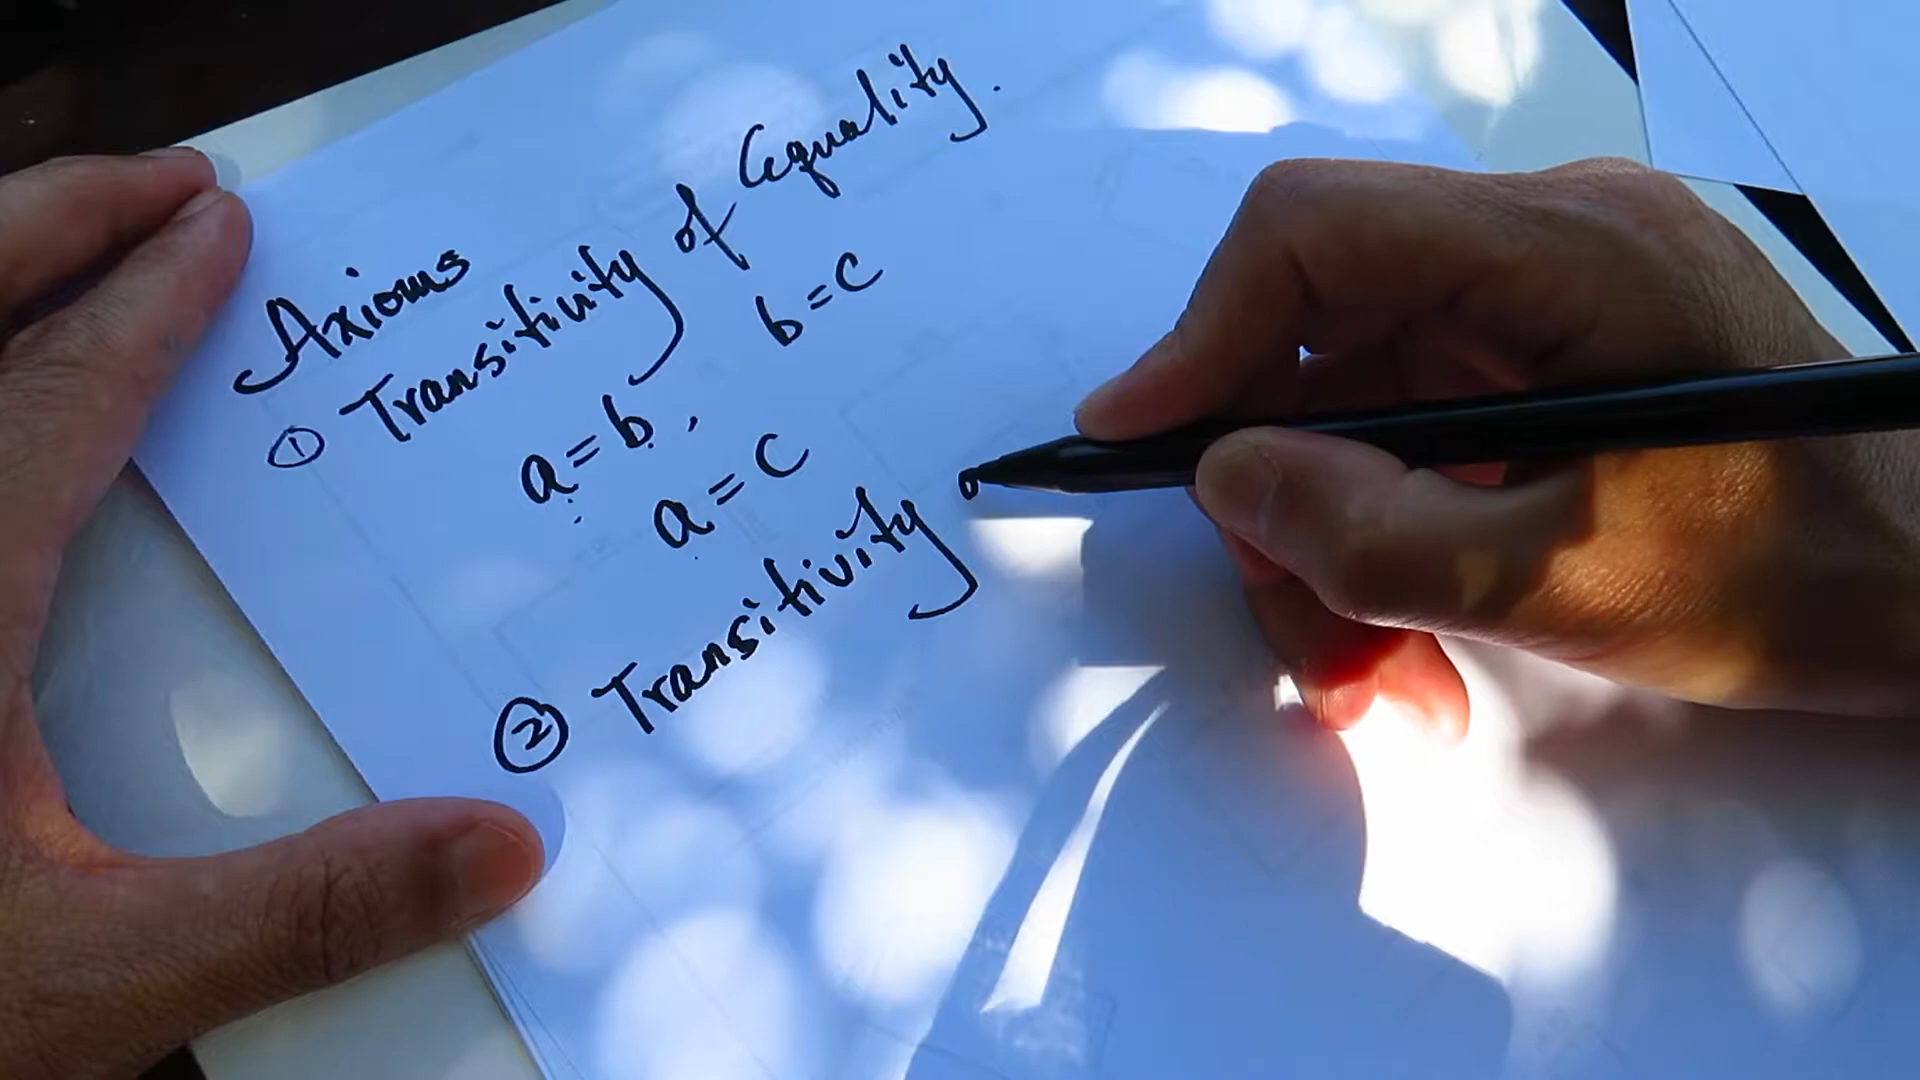 Axioms
① Transitivity of Equality.
a = b , b = c
a = c
② Transitivity o